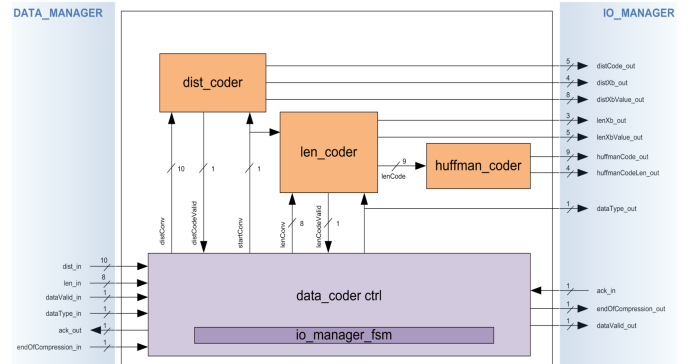 DATA_MANAGER
IO_MANAGER
dist_coder
5
distCode_out
4
distXb_out
8
distXbValue_out
len_coder
3
lenXb_out
5
lenXbValue_out
9
lenCode
huffman_coder
9
huffmanCode_out
4
huffmanCodeLen_out
10
1
1
8
1
1
dataType_out
distConv
distCodeValid
startConv
lenConv
lenCodeValid
dist_in
10
len_in
8
dataValid_in
1
dataType_in
1
ack_out
1
endOfCompression_in
1
data_coder ctrl
io_manager_fsm
1
ack_in
1
endOfCompression_out
1
dataValid_out